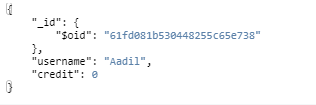 {
"_id": {
"$oid": "61fd081b530448255c65e738"
},
"username": "Aadil",
"credit": 0
}